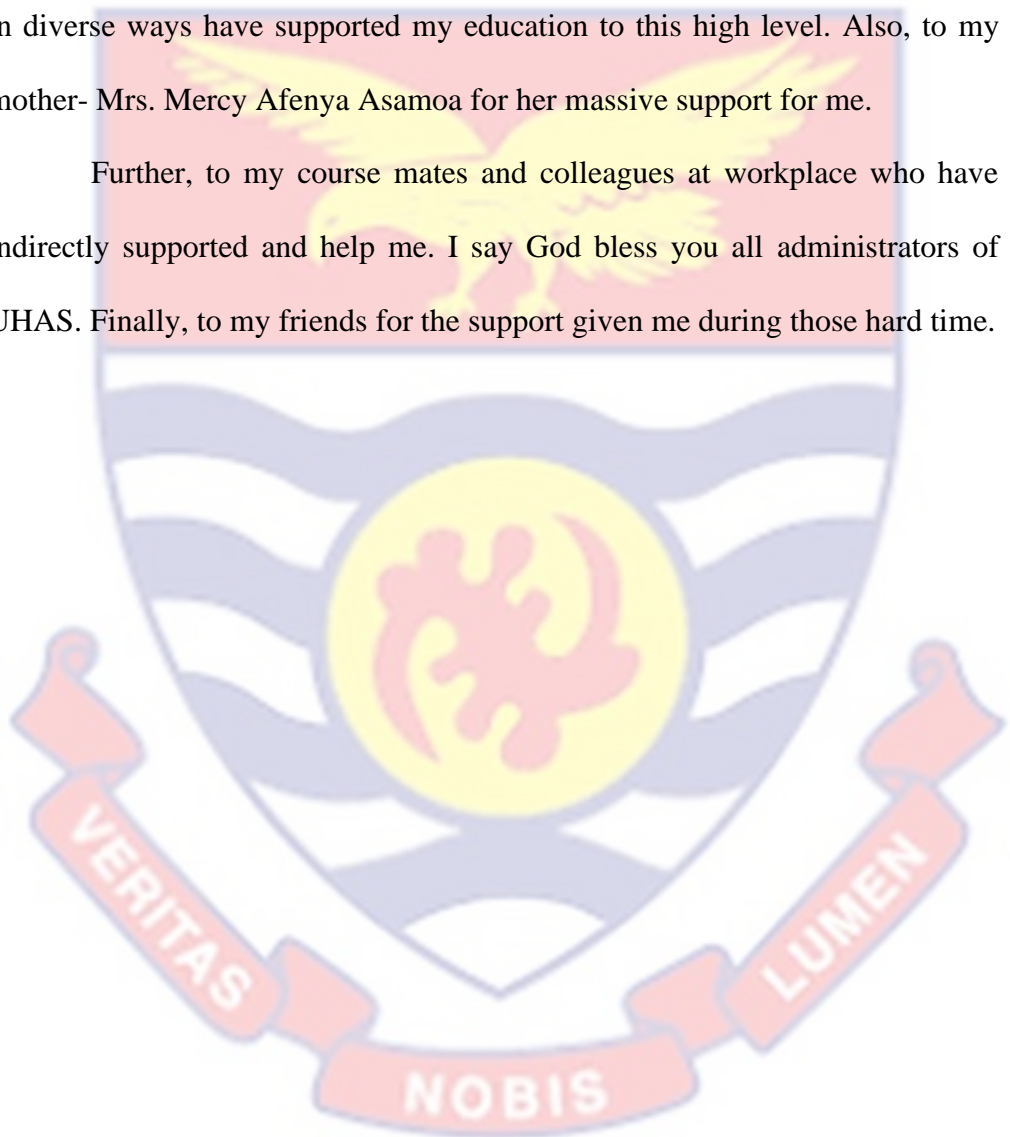 n diverse ways have supported my education to this high level. Also, to my
mother- Mrs. Mercy Afenya Asamoa for her massive support for me.
Further, to my course mates and colleagues at workplace who have
ndirectly supported and help me. I say God bless you all administrators of
UHAS. Finally, to my friends for the support given me during those hard time.
VERITAS
NOBIS
LUMEN